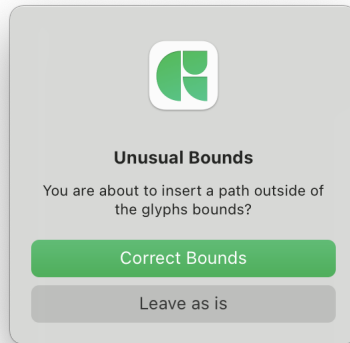 Unusual Bounds
You are about to insert a path outside of
the glyphs bounds?
Correct Bounds
Leave as is